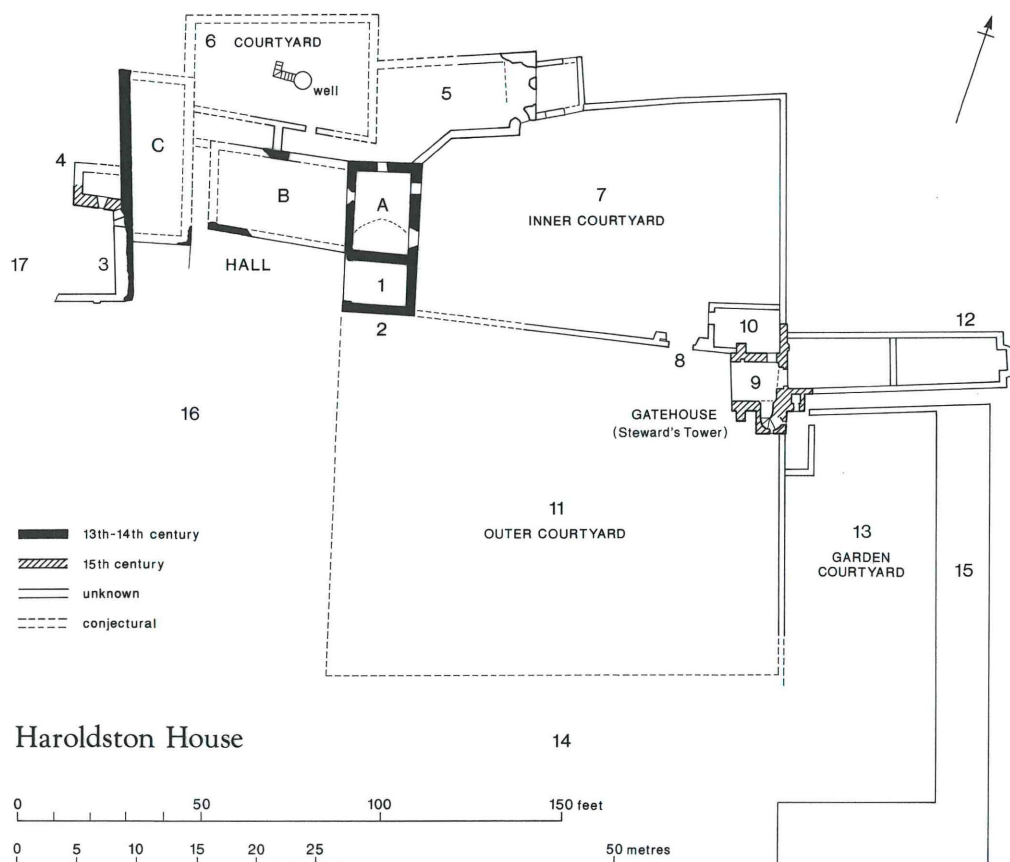 6 COURTYARD
well
5
C
4
B
A
7
INNER COURTYARD
17
3
HALL
1
2
10
12
8
9
GATEHOUSE
(Steward's Tower)
16
11
OUTER COURTYARD
13
GARDEN
COURTYARD
15
13th-14th century
15th century
unknown
conjectural
Haroldston House
14
0 50 100 150 feet
0 5 10 15 20 25 50 metres